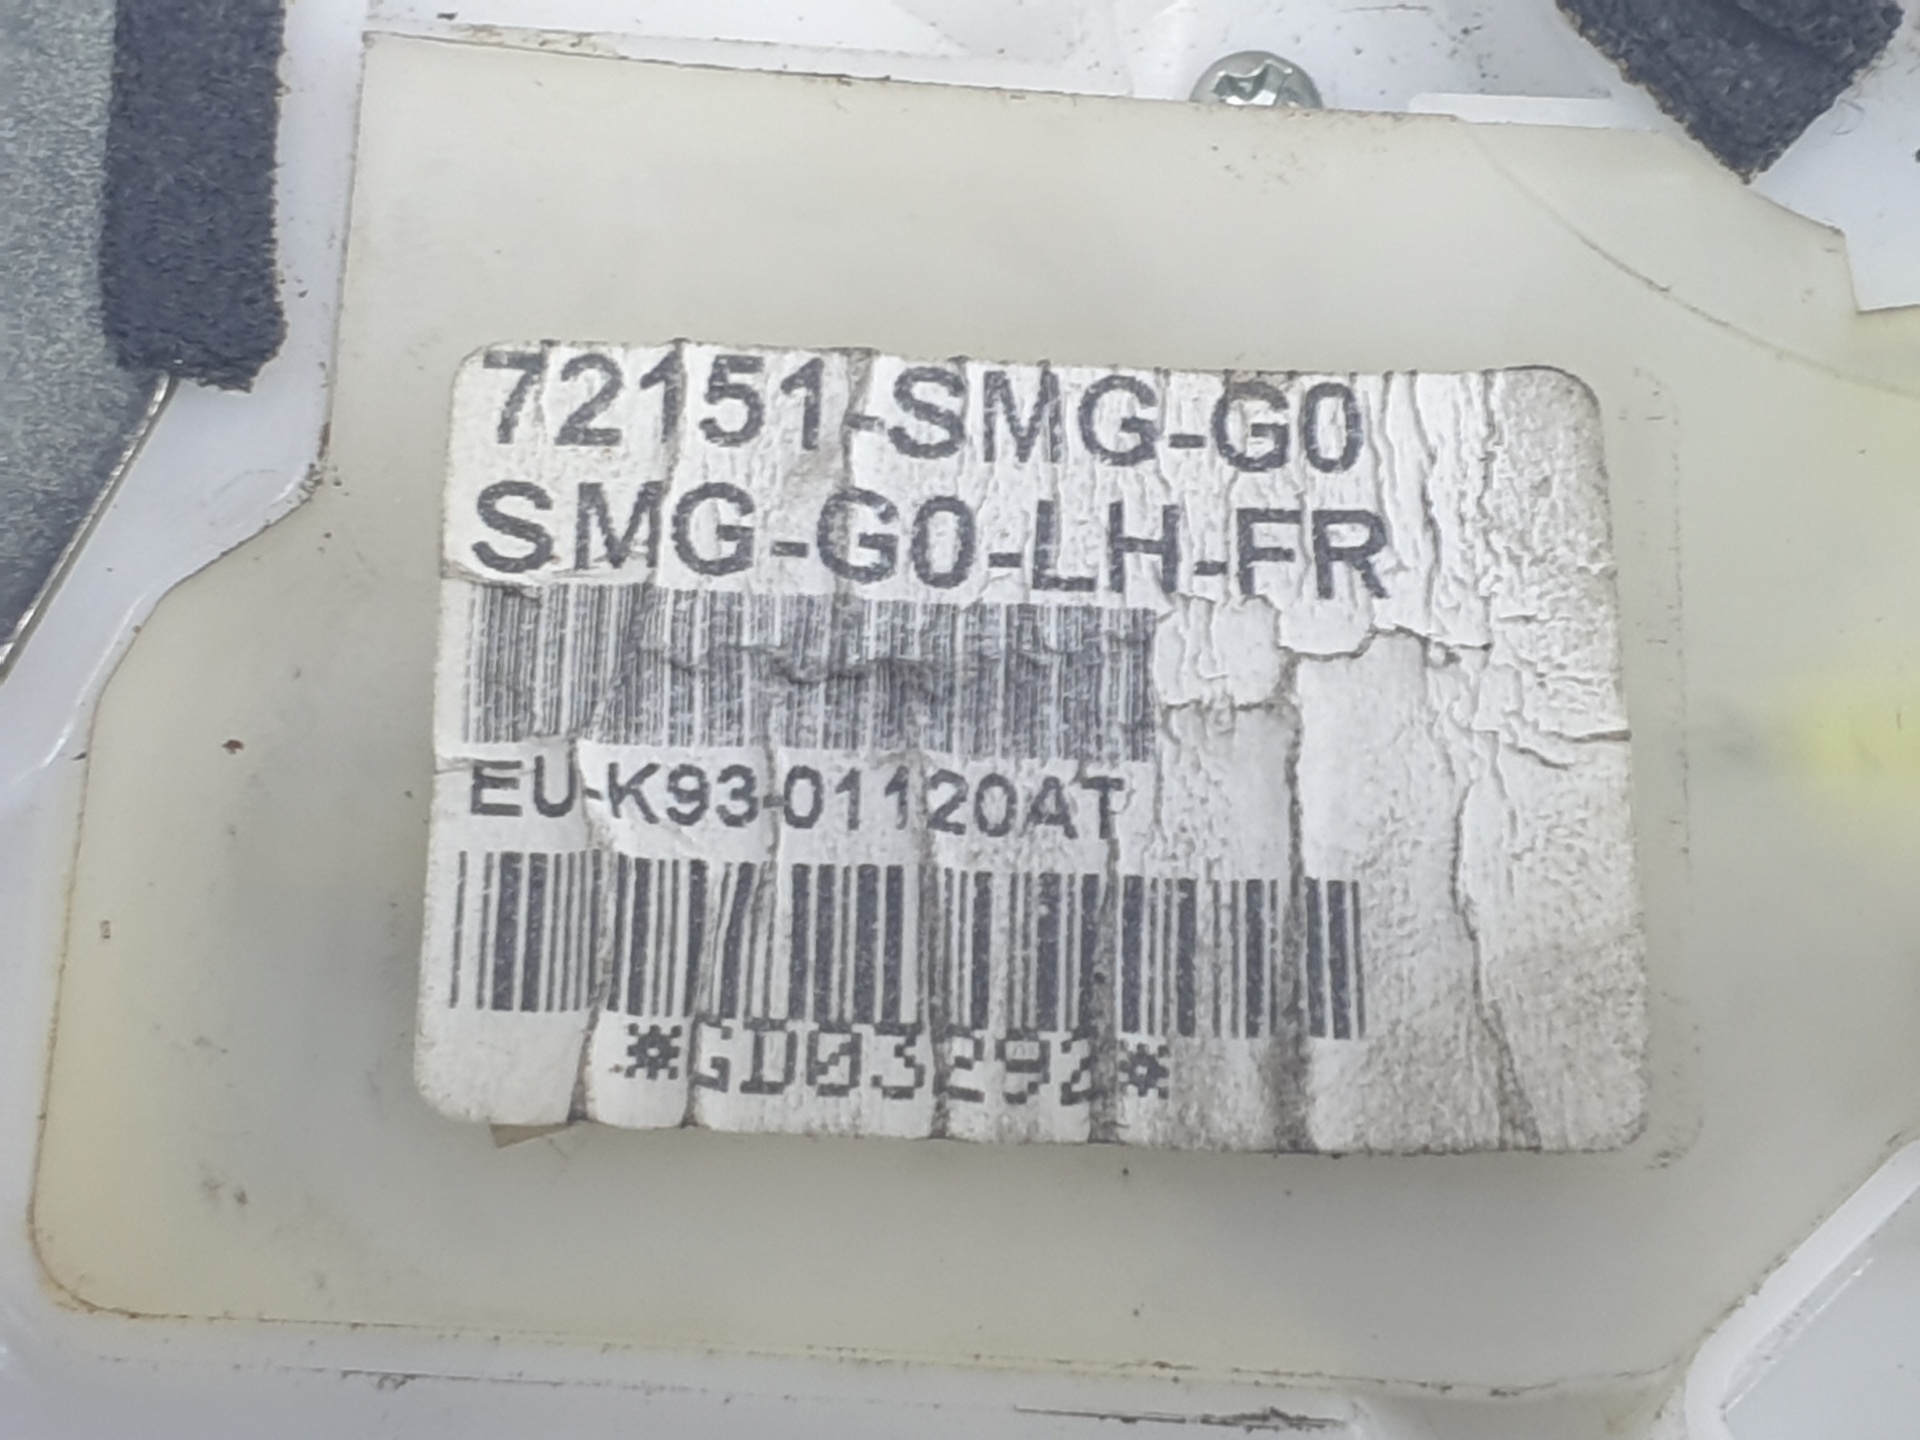 72151-SMG-G0
SMG-G0-LH-FR
EU-K93-01120AT
*GD03292*